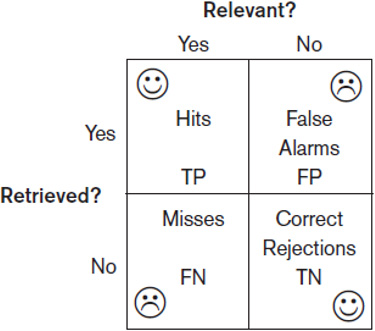 Relevant?
Yes No
Yes
Hits
False
Alarms
TP
FP
Retrieved?
No
Misses
Correct
Rejections
FN
TN